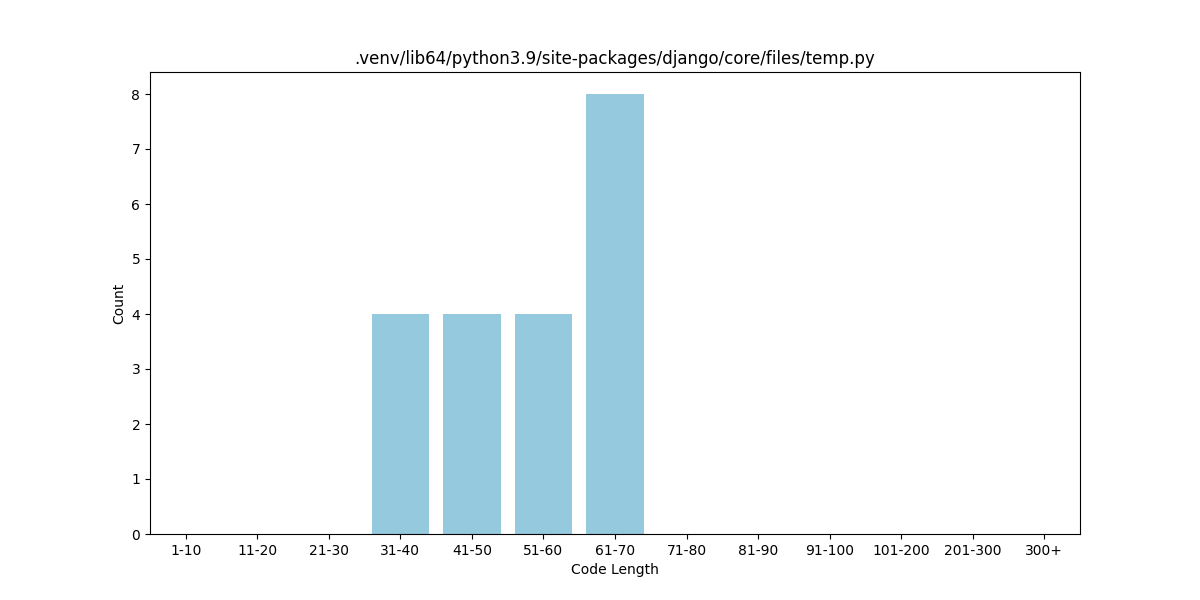 .venv/lib64/python3.9/site-packages/django/core/files/temp.py
Count
8
7
6
5
4
3
2
1
0
1-10 11-20 21-30 31-40 41-50 51-60 61-70 71-80 81-90 91-100 101-200 201-300 300+
Code Length